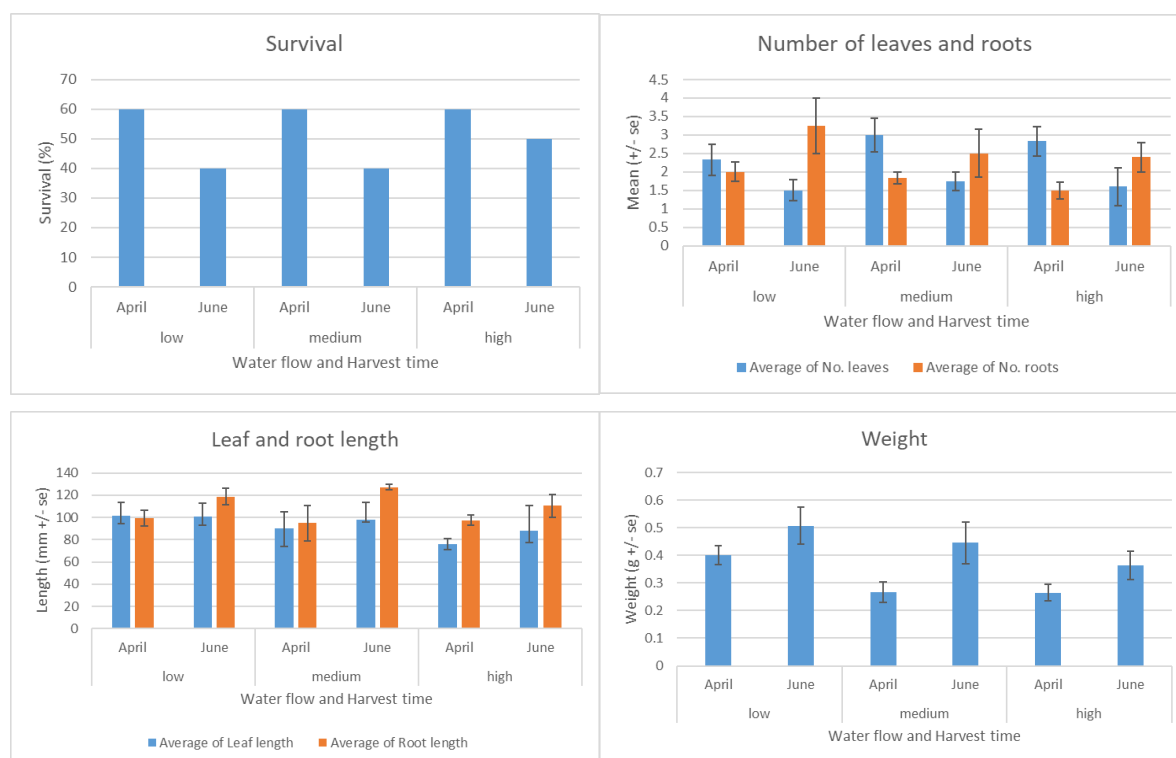 Survival
Survival (%)
70
60
50
40
30
20
10
0
April June April June April June
low medium high
Water flow and Harvest time
Number of leaves and roots
Mean (+/- se)
4.5
4
3.5
3
2.5
2
1.5
1
0.5
0
April June April June April June
low medium high
Water flow and Harvest time
Average of No. leaves Average of No. roots
Leaf and root length
Length (mm +/- se)
140
120
100
80
60
40
20
0
April June April June April June
low medium high
Water flow and Harvest time
Average of Leaf length Average of Root length
Weight
Weight (g +/- se)
0.7
0.6
0.5
0.4
0.3
0.2
0.1
0
April June April June April June
low medium high
Water flow and Harvest time